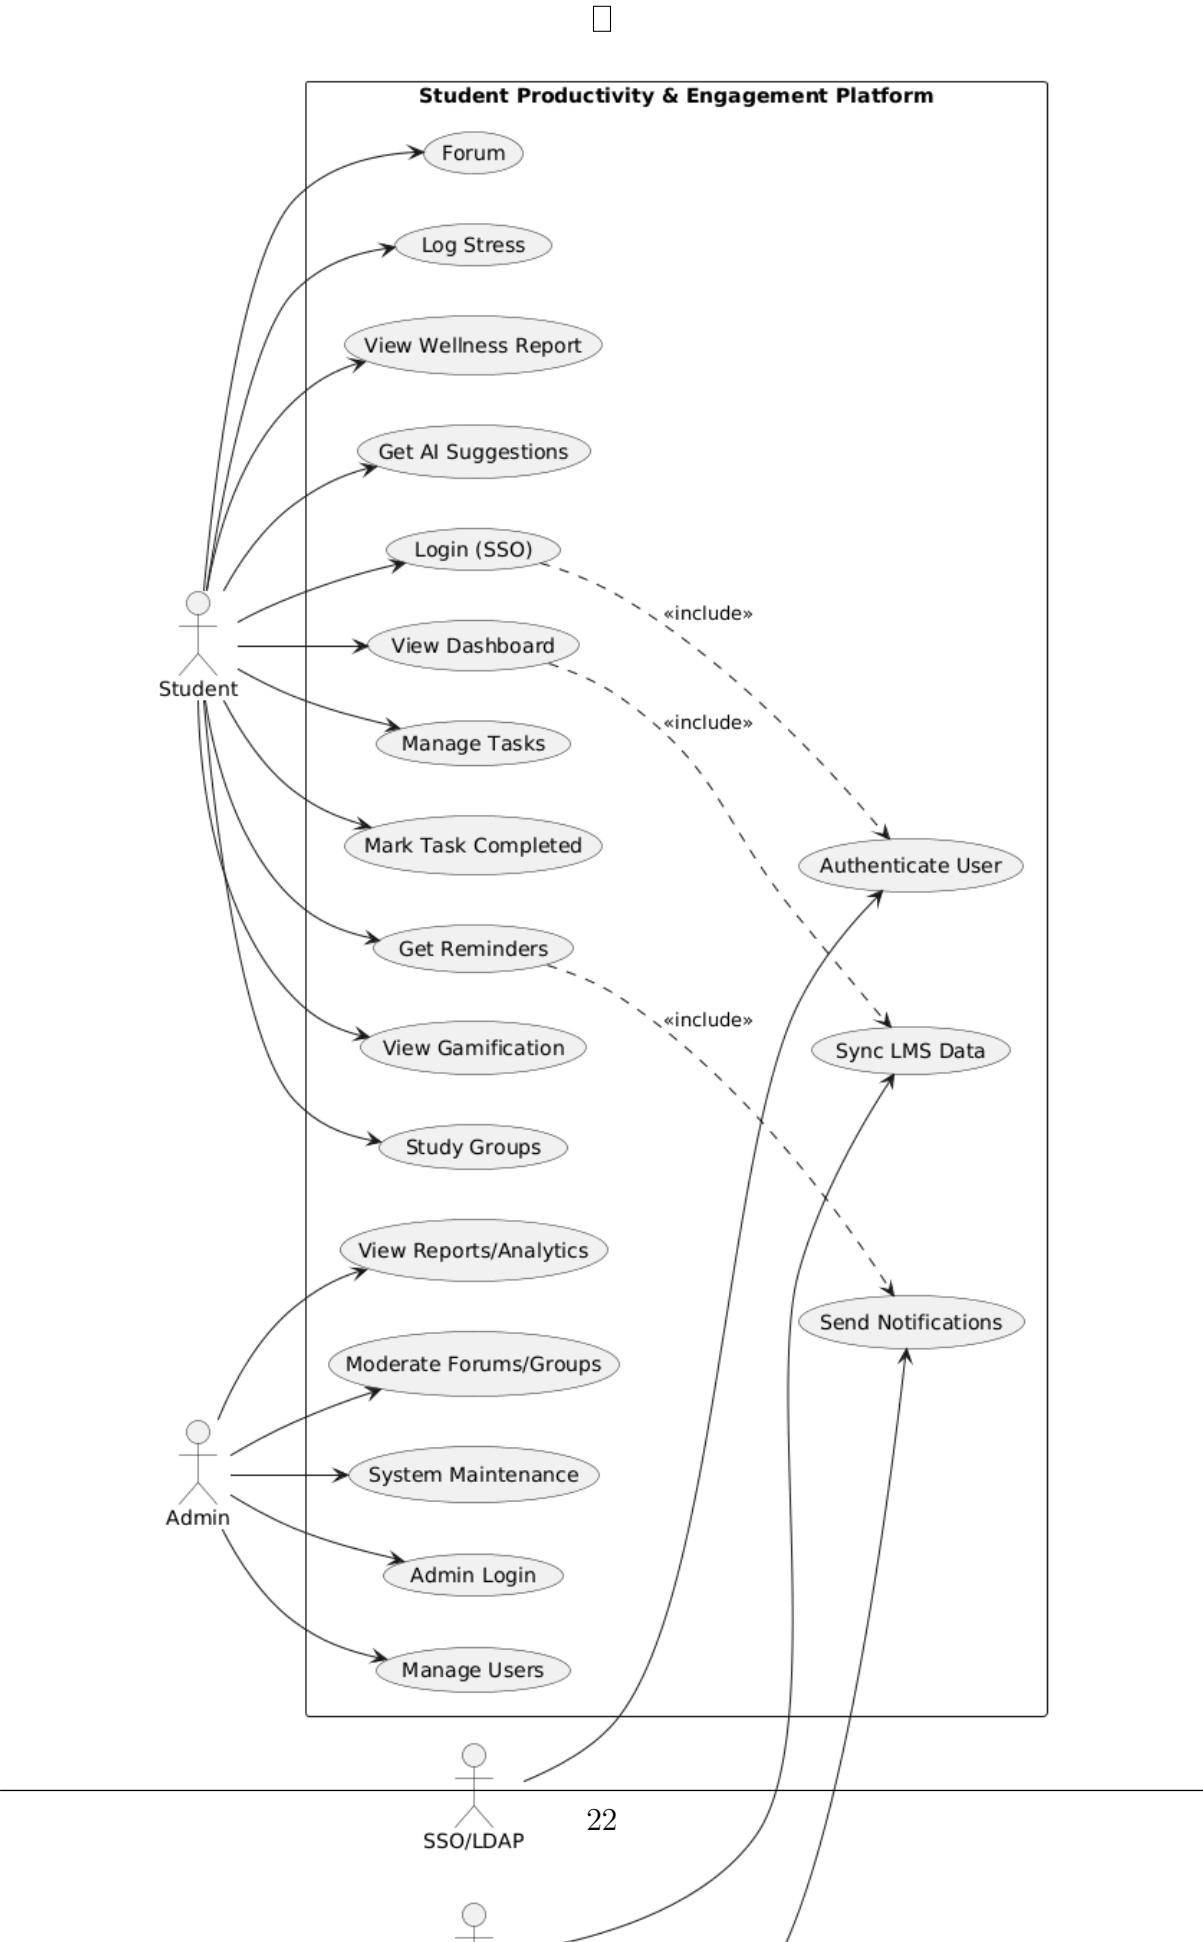 Student Productivity & Engagement Platform
Forum
Log Stress
View Wellness Report
Get AI Suggestions
Login (SSO)
«include»
View Dashboard
Student
«include»
Manage Tasks
Mark Task Completed
Authenticate User
Get Reminders
«include»
View Gamification
Sync LMS Data
Study Groups
View Reports/Analytics
Send Notifications
Moderate Forums/Groups
System Maintenance
Admin
Admin Login
Manage Users
22
SSO/LDAP